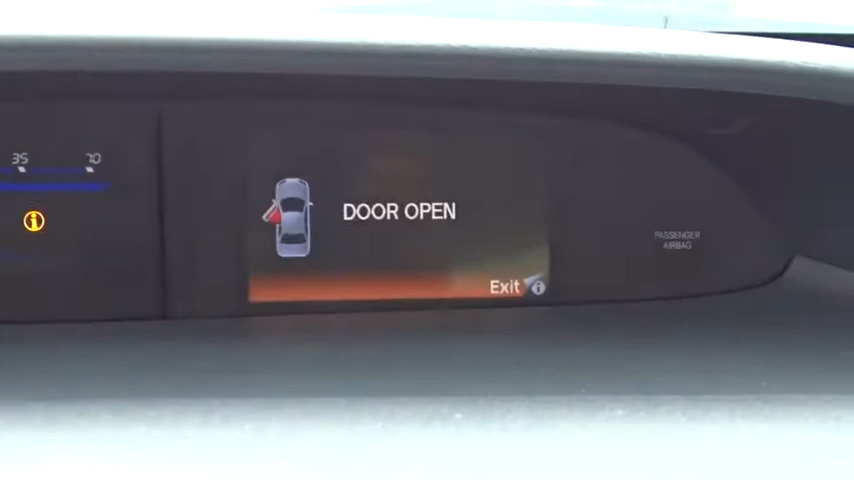 35 70
DOOR OPEN
PASSENGER
AIRBAG
Exit